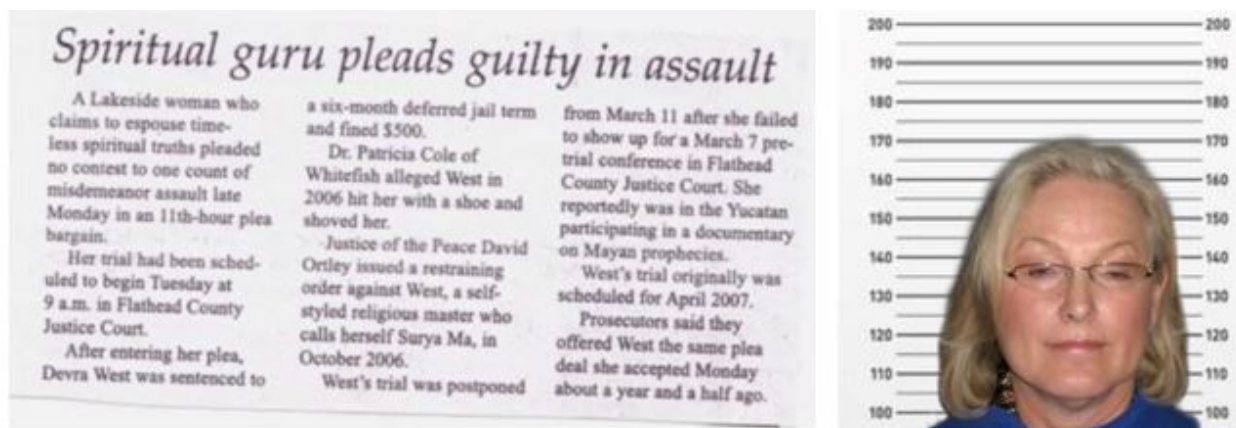 Spiritual guru pleads guilty in assault
A Lakeside woman who
claims to espouse time-
less spiritual truths pleaded
no contest to one count of
misdemeanor assault late
Monday in an 11th-hour plea
bargain.
Her trial had been sched-
uled to begin Tuesday at
9 a.m. in Flathead County
Justice Court.
After entering her plea,
Devra West was sentenced to
a six-month deferred jail term
and fined $500.
Dr. Patricia Cole of
Whitefish alleged West in
2006 hit her with a shoe and
shoved her.
Justice of the Peace David
Ortley issued a restraining
order against West, a self-
styled religious master who
calls herself Surya Ma, in
October 2006.
West's trial was postponed
from March 11 after she failed
to show up for a March 7 pre-
trial conference in Flathead
County Justice Court. She
reportedly was in the Yucatan
participating in a documentary
on Mayan prophecies.
West's trial originally was
scheduled for April 2007.
Prosecutors said they
offered West the same plea
deal she accepted Monday
about a year and a half ago.
200 200
190 190
180 180
170 170
160 160
150 150
140 140
130 130
120 120
110 110
100 100